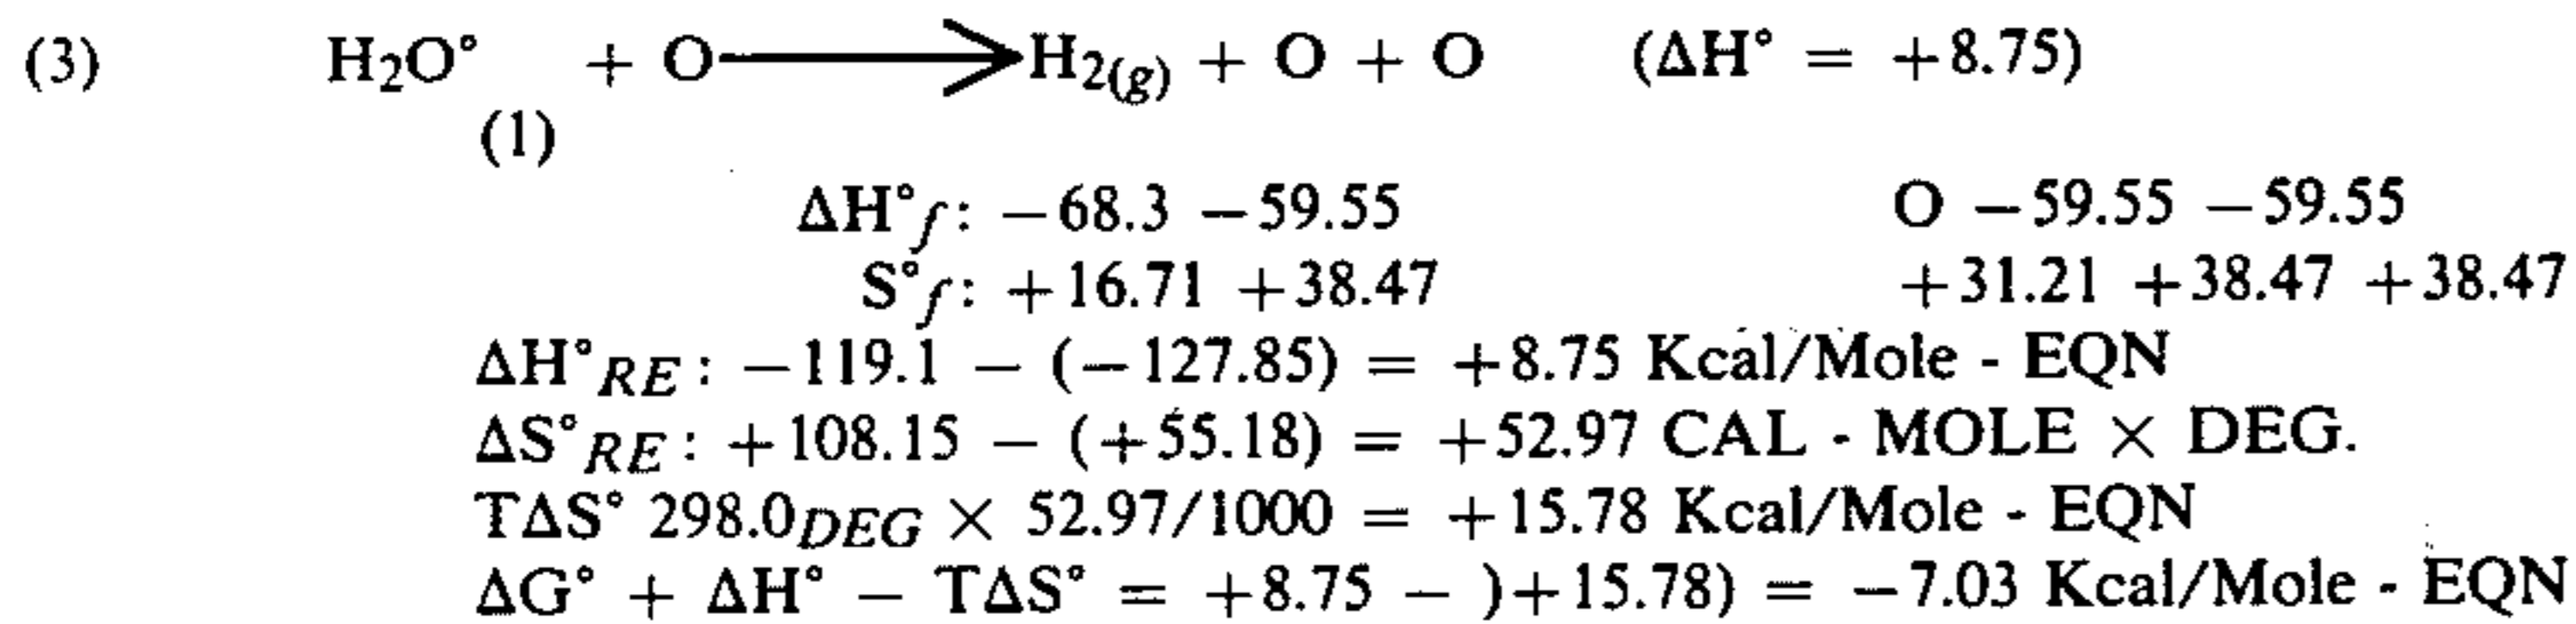 (3) H₂O° + O ⟶ H₂₍g₎ + O + O (ΔH° = +8.75)
(1)
ΔH°f: −68.3 −59.55 O −59.55 −59.55
S°f: +16.71 +38.47 +31.21 +38.47 +38.47
ΔH°RE: −119.1 − (−127.85) = +8.75 Kcal/Mole - EQN
ΔS°RE: +108.15 − (+55.18) = +52.97 CAL - MOLE × DEG.
TΔS° 298.0DEG × 52.97/1000 = +15.78 Kcal/Mole - EQN
ΔG° + ΔH° − TΔS° = +8.75 − )+15.78) = −7.03 Kcal/Mole - EQN